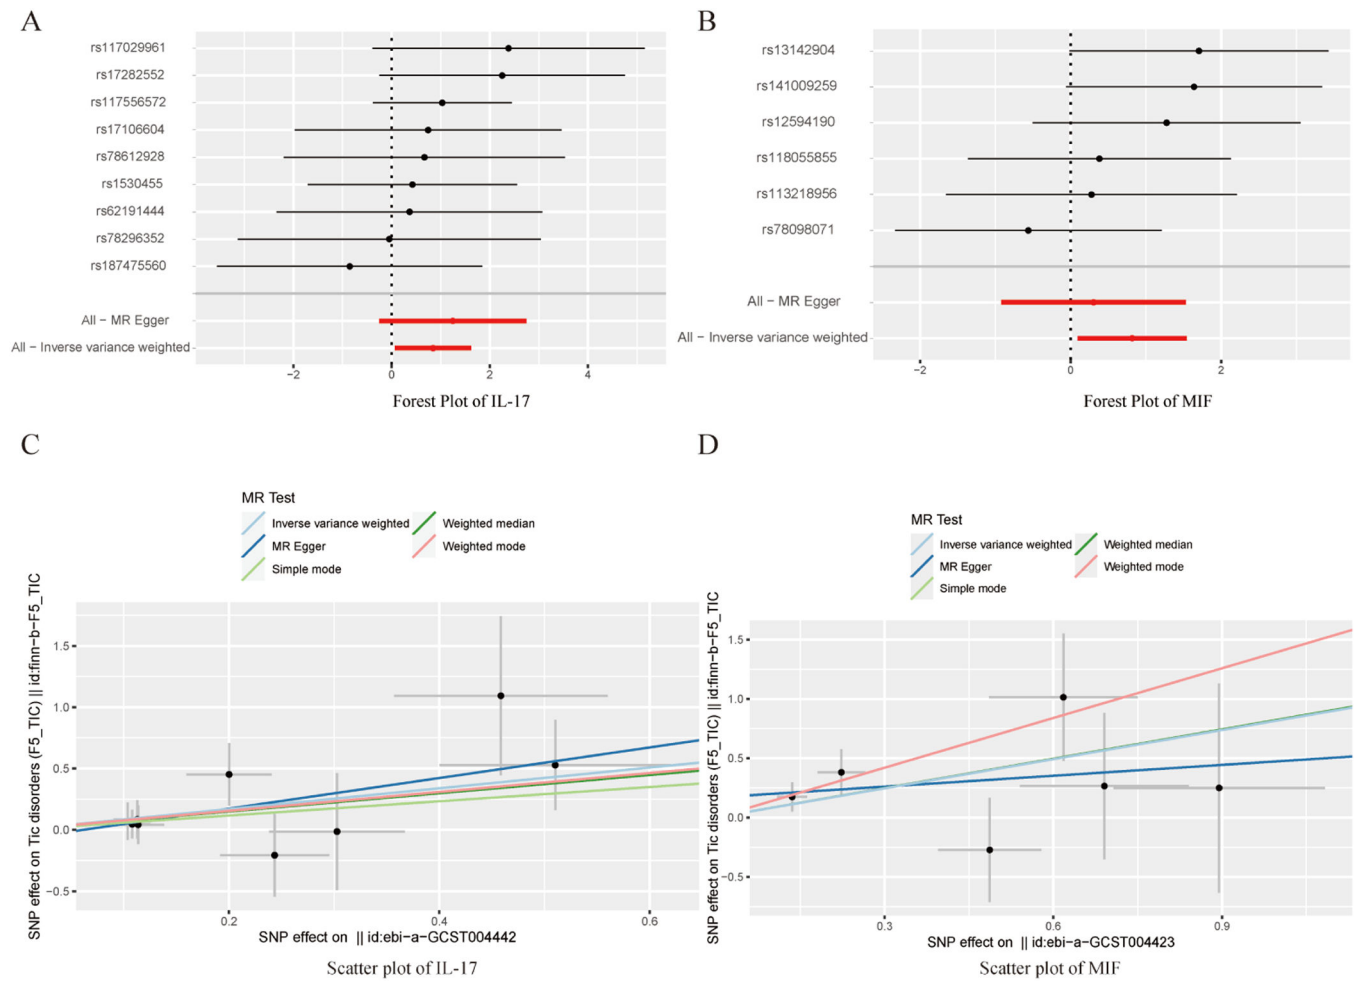 A
rs117029961
rs17282552
rs117556572
rs17106604
rs78612928
rs1530455
rs62191444
rs78296352
rs187475560
All − MR Egger
All − Inverse variance weighted
−2
0
2
4
Forest Plot of IL-17
B
rs13142904
rs141009259
rs12594190
rs118055855
rs113218956
rs78098071
All − MR Egger
All − Inverse variance weighted
−2
0
2
Forest Plot of MIF
C
MR Test
Inverse variance weighted
Weighted median
MR Egger
Weighted mode
Simple mode
SNP effect on Tic disorders (F5_TIC) || id:finn−b−F5_TIC
1.5
1.0
0.5
0.0
−0.5
0.2
0.4
0.6
SNP effect on || id:ebi−a−GCST004442
Scatter plot of IL-17
D
MR Test
Inverse variance weighted
Weighted median
MR Egger
Weighted mode
Simple mode
SNP effect on Tic disorders (F5_TIC) || id:finn−b−F5_TIC
1.5
1.0
0.5
0.0
−0.5
0.3
0.6
0.9
SNP effect on || id:ebi−a−GCST004423
Scatter plot of MIF